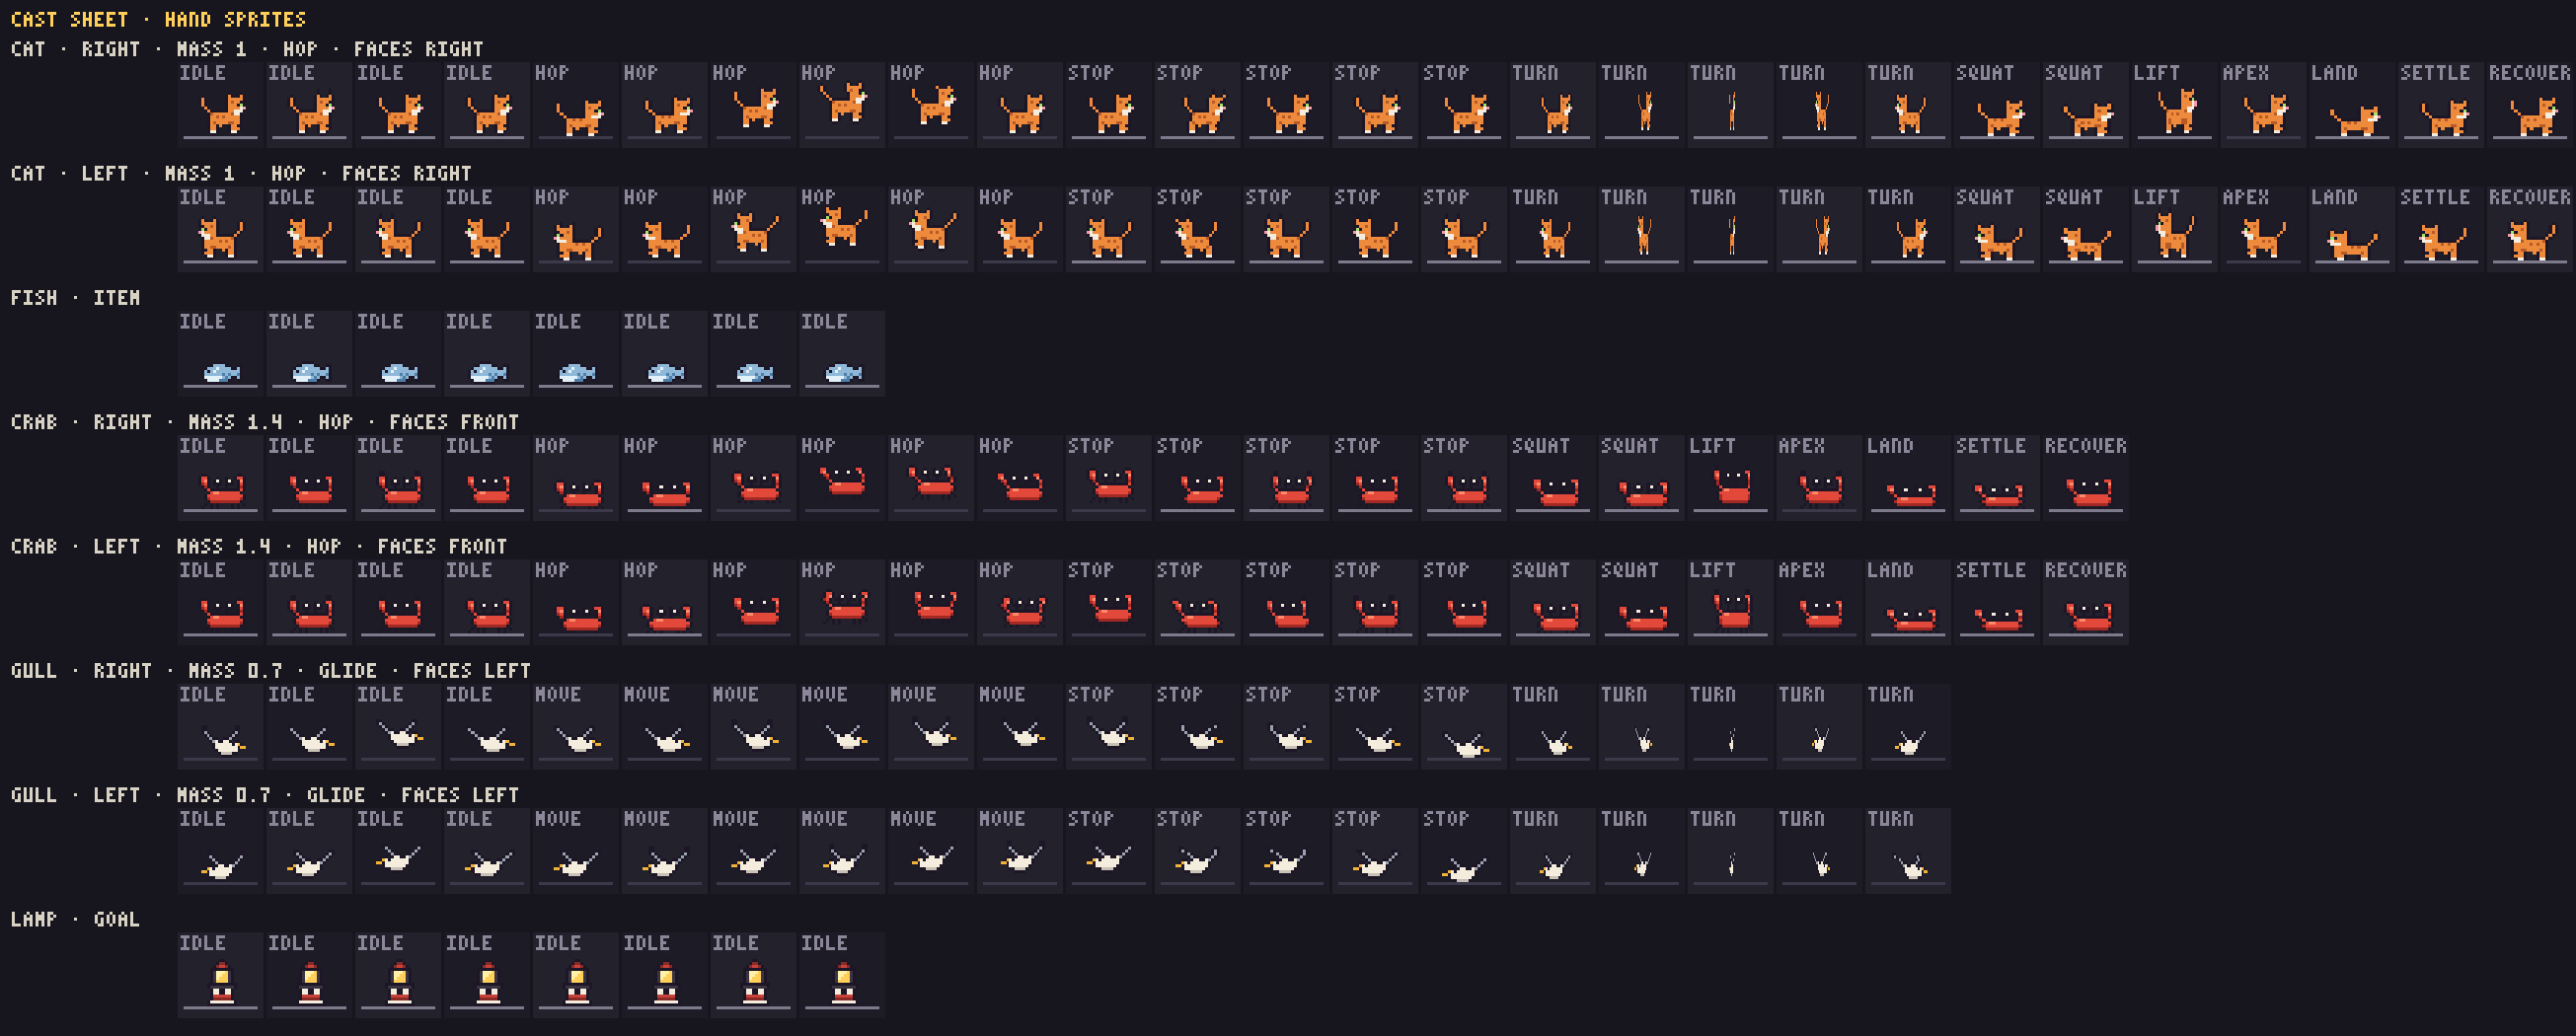 CAST SHEET · HAND SPRITES
CAT · RIGHT · MASS 1 · HOP · FACES RIGHT
IDLE IDLE IDLE IDLE HOP HOP HOP HOP HOP HOP STOP STOP STOP STOP STOP TURN TURN TURN TURN TURN SQUAT SQUAT LIFT APEX LAND SETTLE RECOVER
CAT · LEFT · MASS 1 · HOP · FACES RIGHT
IDLE IDLE IDLE IDLE HOP HOP HOP HOP HOP HOP STOP STOP STOP STOP STOP TURN TURN TURN TURN TURN SQUAT SQUAT LIFT APEX LAND SETTLE RECOVER
FISH · ITEM
IDLE IDLE IDLE IDLE IDLE IDLE IDLE IDLE
CRAB · RIGHT · MASS 1.4 · HOP · FACES FRONT
IDLE IDLE IDLE IDLE HOP HOP HOP HOP HOP HOP STOP STOP STOP STOP STOP SQUAT SQUAT LIFT APEX LAND SETTLE RECOVER
CRAB · LEFT · MASS 1.4 · HOP · FACES FRONT
IDLE IDLE IDLE IDLE HOP HOP HOP HOP HOP HOP STOP STOP STOP STOP STOP SQUAT SQUAT LIFT APEX LAND SETTLE RECOVER
GULL · RIGHT · MASS 0.7 · GLIDE · FACES LEFT
IDLE IDLE IDLE IDLE MOVE MOVE MOVE MOVE MOVE MOVE STOP STOP STOP STOP STOP TURN TURN TURN TURN TURN
GULL · LEFT · MASS 0.7 · GLIDE · FACES LEFT
IDLE IDLE IDLE IDLE MOVE MOVE MOVE MOVE MOVE MOVE STOP STOP STOP STOP STOP TURN TURN TURN TURN TURN
LAMP · GOAL
IDLE IDLE IDLE IDLE IDLE IDLE IDLE IDLE